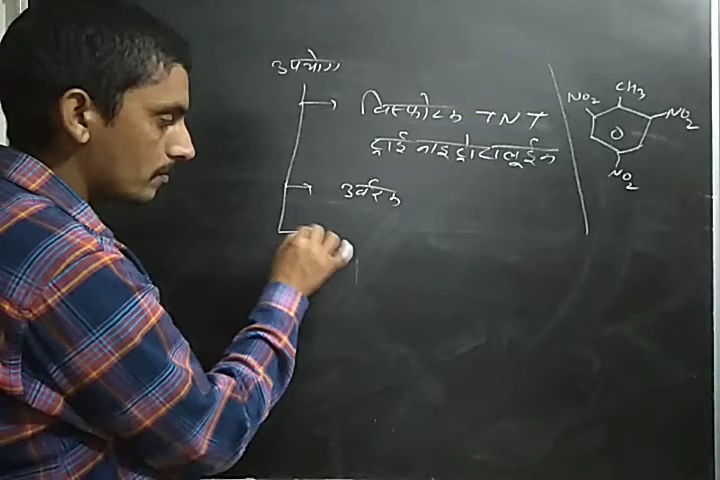 उपयोग
विस्फोटक TNT
ट्राई नाइट्रोटालूईन
उर्वरक
CH3
NO2
NO2
NO2